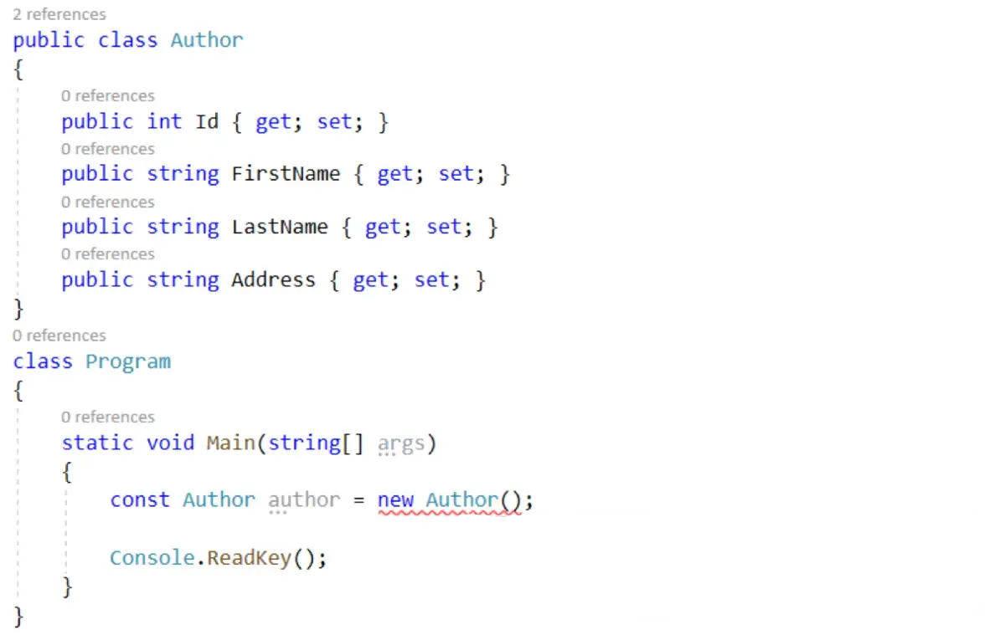 2 references
public class Author
{
0 references
public int Id { get; set; }
0 references
public string FirstName { get; set; }
0 references
public string LastName { get; set; }
0 references
public string Address { get; set; }
}
0 references
class Program
{
0 references
static void Main(string[] args)
{
const Author author = new Author();
Console.ReadKey();
}
}